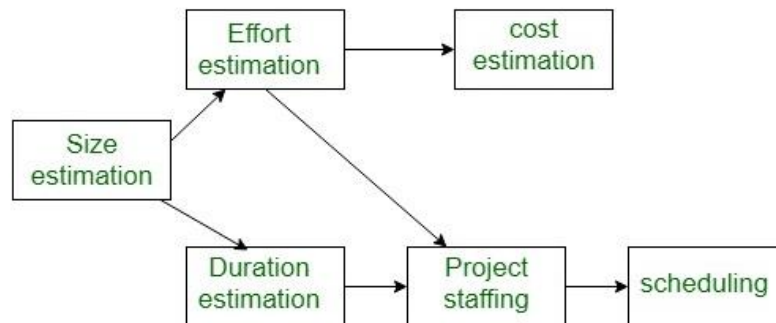 Effort
estimation
cost
estimation
Size
estimation
Duration
estimation
Project
staffing
scheduling